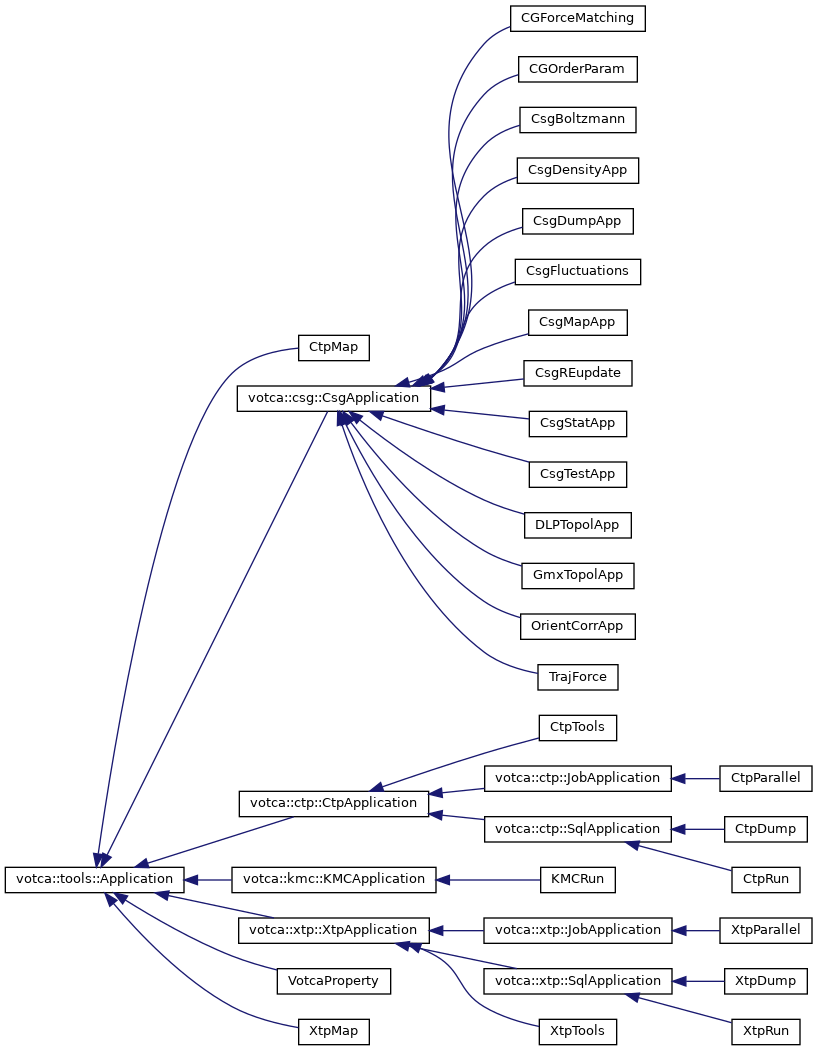 CGForceMatching
CGOrderParam
CsgBoltzmann
CsgDensityApp
CsgDumpApp
CsgFluctuations
CsgMapApp
CtpMap
CsgREupdate
votca::csg::CsgApplication
CsgStatApp
CsgTestApp
DLPTopolApp
GmxTopolApp
OrientCorrApp
TrajForce
CtpTools
votca::ctp::JobApplication
CtpParallel
votca::ctp::CtpApplication
votca::ctp::SqlApplication
CtpDump
votca::tools::Application
votca::kmc::KMCApplication
KMCRun
CtpRun
votca::xtp::XtpApplication
votca::xtp::JobApplication
XtpParallel
VotcaProperty
votca::xtp::SqlApplication
XtpDump
XtpMap
XtpTools
XtpRun